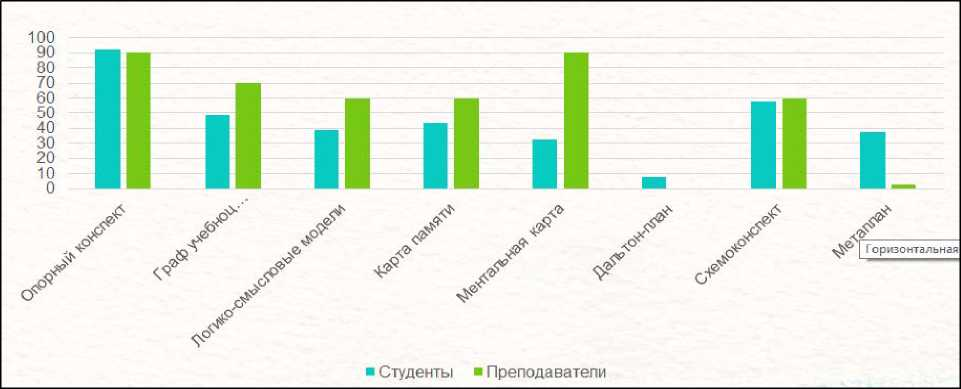 100
90
80
70
60
50
40
30
20
10
0
Опорный конспект
Граф учебноц...
Логико-смысловые модели
Карта памяти
Ментальная карта
Дальтон-план
Схемоконспект
Метаплан
Горизонтальная
Студенты
Преподаватели